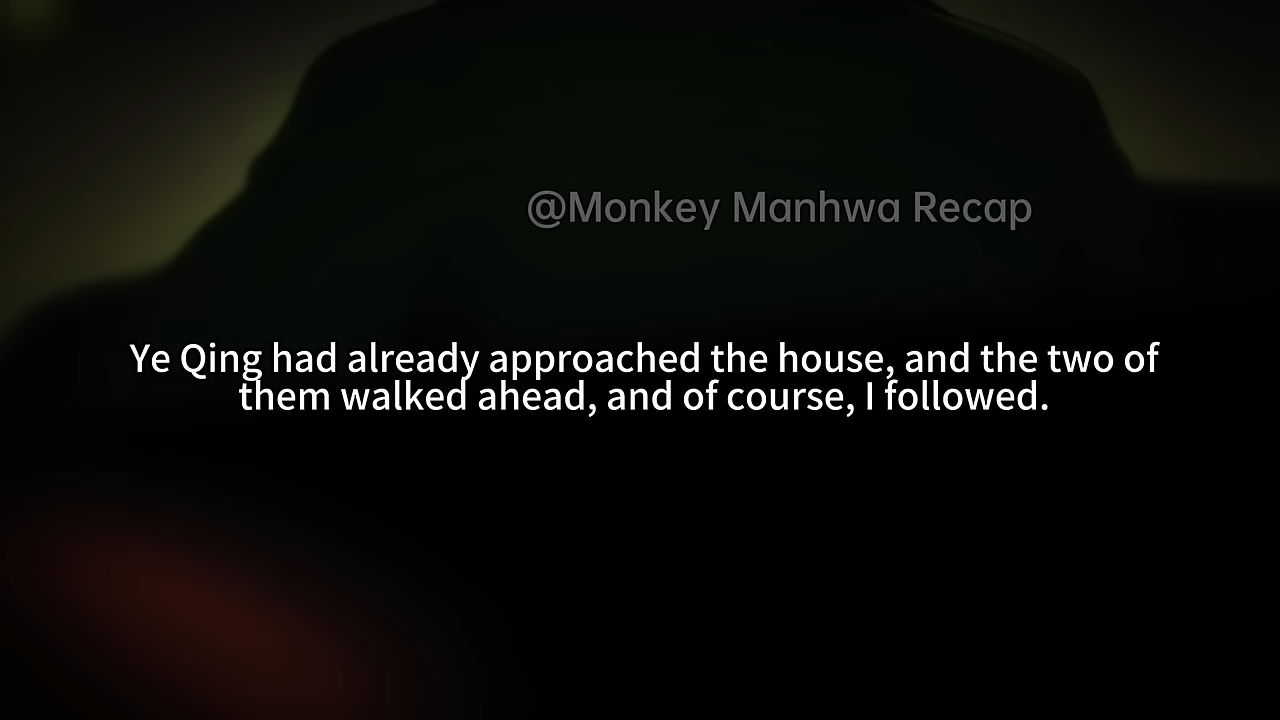 @Monkey Manhwa Recap
Ye Qing had already approached the house, and the two of
them walked ahead, and of course, I followed.